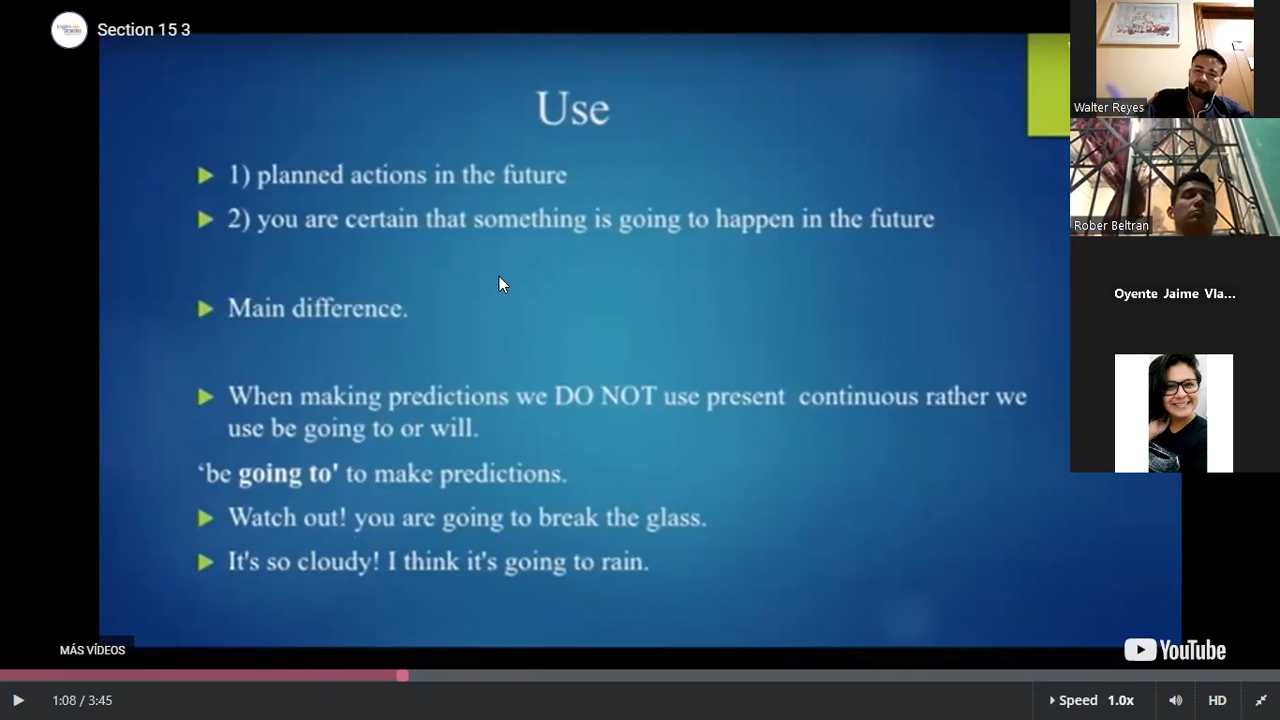 Section 15 3
Use
1) planned actions in the future
2) you are certain that something is going to happen in the future
Main difference.
When making predictions we DO NOT use present continuous rather we
use be going to or will.
‘be going to' to make predictions.
Watch out! you are going to break the glass.
It's so cloudy! I think it's going to rain.
Walter Reyes
Rober Beltran
Oyente Jaime Vla...
MÁS VÍDEOS
YouTube
1:08 / 3:45
Speed 1.0x
HD